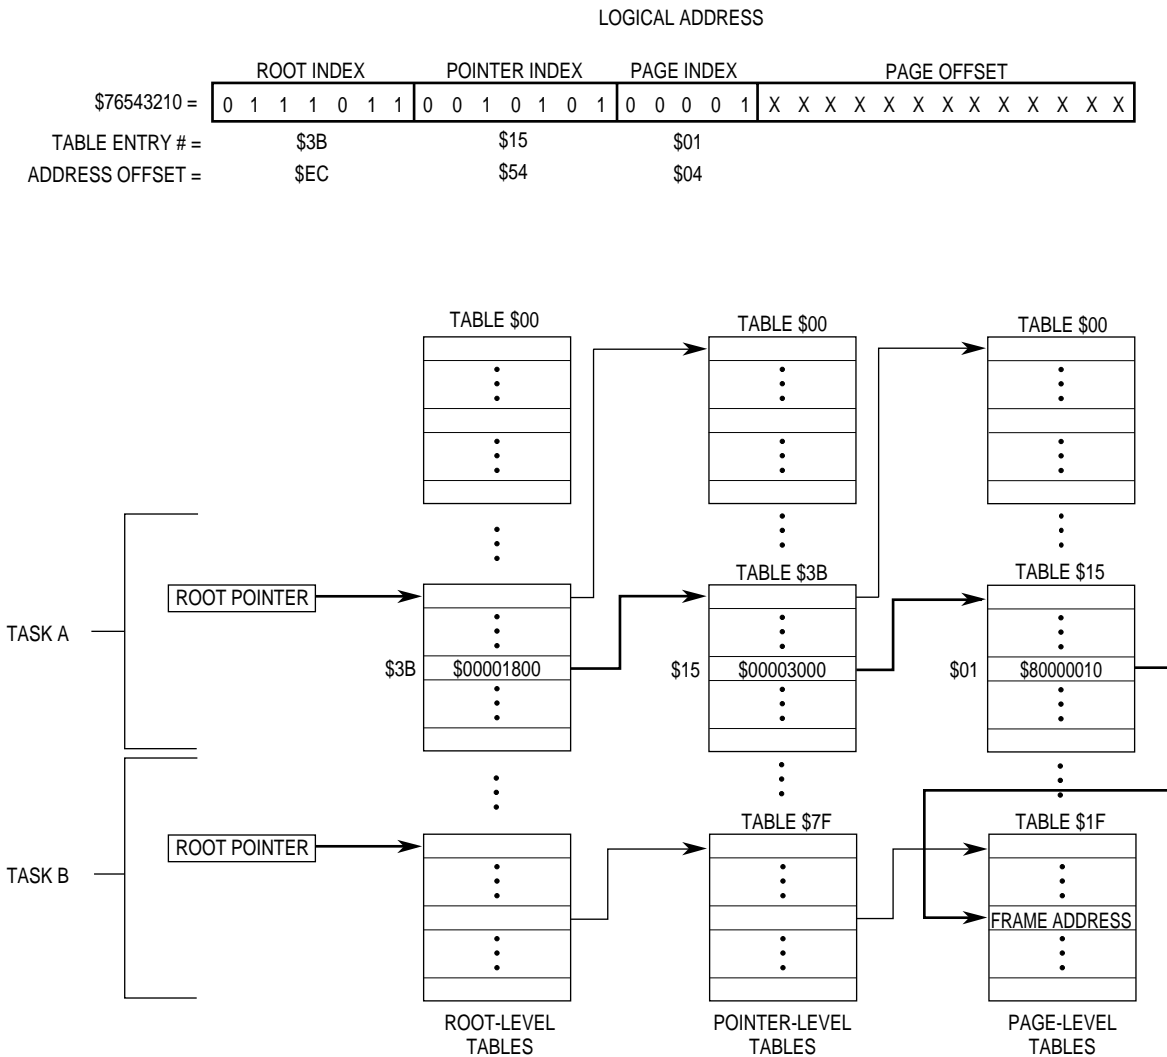 LOGICAL ADDRESS
ROOT INDEX POINTER INDEX PAGE INDEX PAGE OFFSET
$76543210 = 0 1 1 1 0 1 1 0 0 1 0 1 0 1 0 0 0 0 1 X X X X X X X X X X X X X
TABLE ENTRY # = $3B $15 $01
ADDRESS OFFSET = $EC $54 $04
TABLE $00 TABLE $00 TABLE $00
TABLE $3B TABLE $15
ROOT POINTER
TASK A
$3B $00001800 $15 $00003000 $01 $80000010
TABLE $7F TABLE $1F
ROOT POINTER
TASK B
FRAME ADDRESS
ROOT-LEVEL POINTER-LEVEL PAGE-LEVEL
TABLES TABLES TABLES